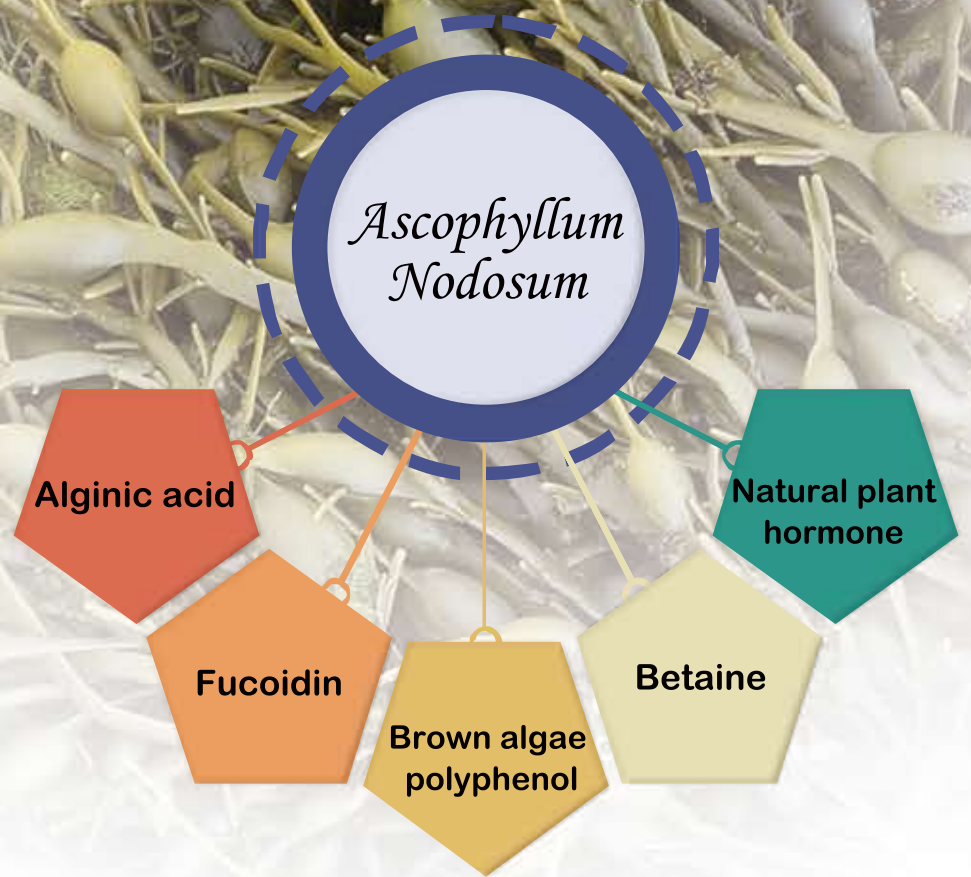 Ascophyllum
Nodosum
Alginic acid
Natural plant
hormone
Fucoidin
Betaine
Brown algae
polyphenol